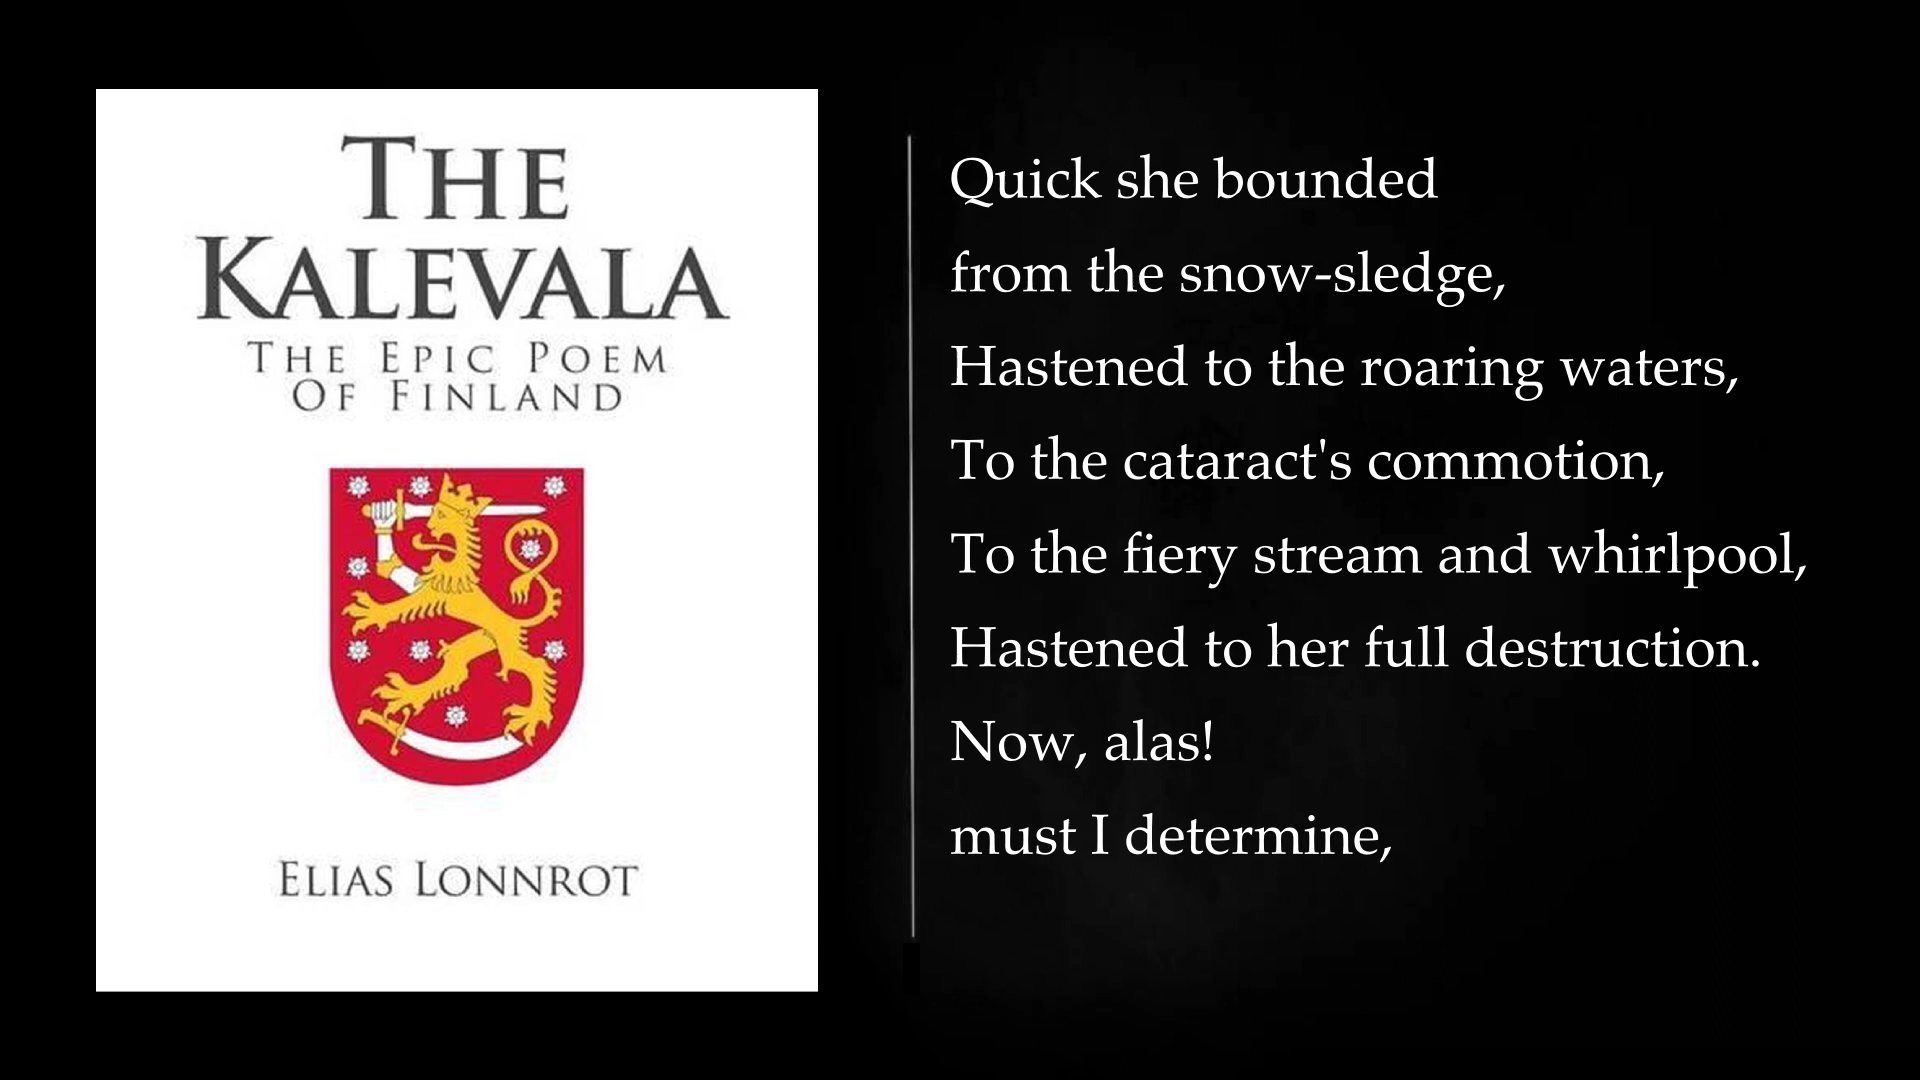 THE
KALEVALA
THE EPIC POEM
OF FINLAND
ELIAS LONNROT
Quick she bounded
from the snow-sledge,
Hastened to the roaring waters,
To the cataract's commotion,
To the fiery stream and whirlpool,
Hastened to her full destruction.
Now, alas!
must I determine,